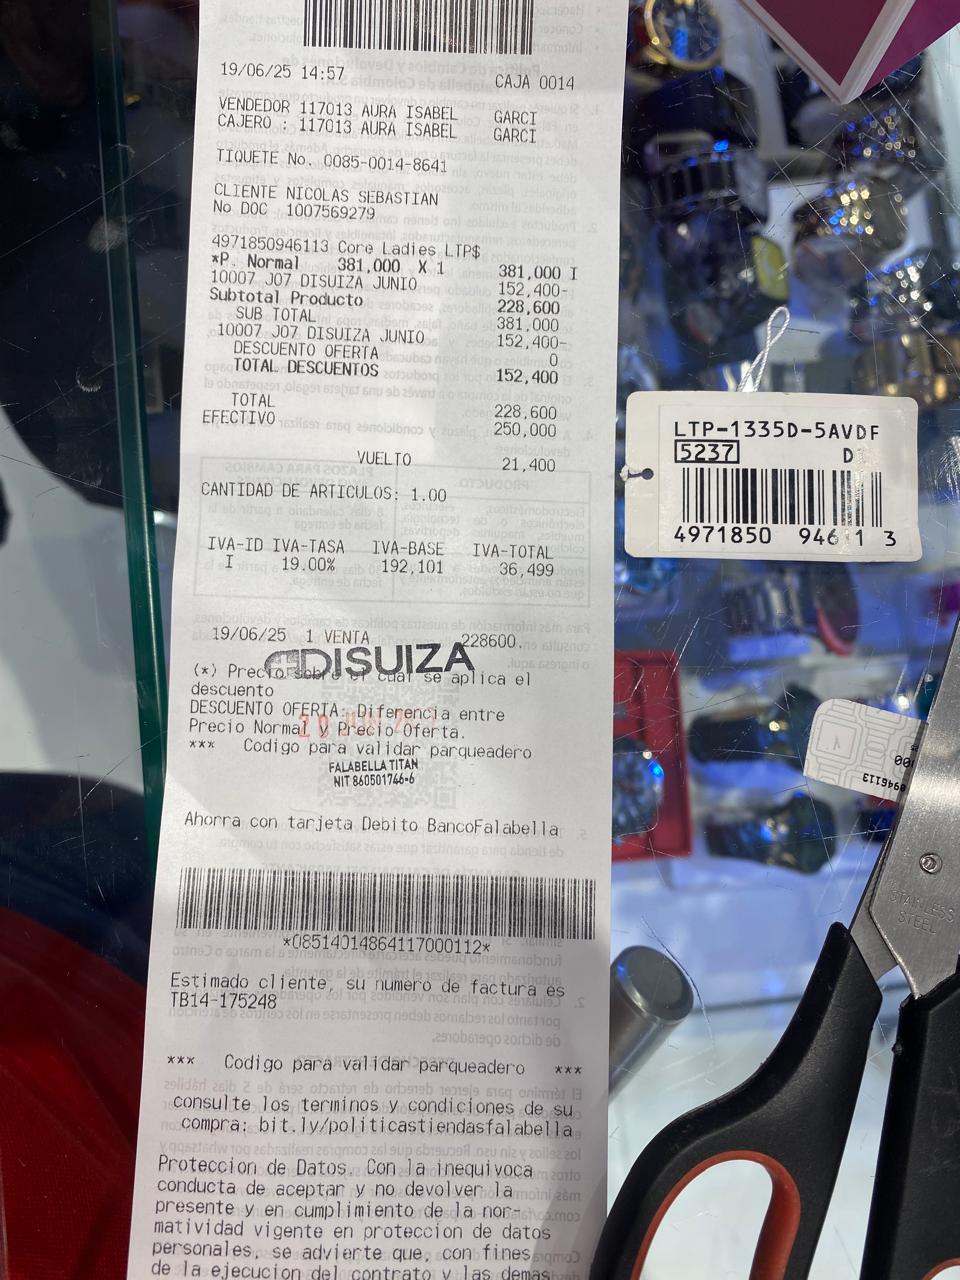 19/06/25 14:57 CAJA 0014
VENDEDOR 117013 AURA ISABEL GARCI
CAJERO : 117013 AURA ISABEL GARCI
TIQUETE No. 0085-0014-8641
CLIENTE NICOLAS SEBASTIAN
No DOC 1007569279
4971850946113 Core Ladies LTP$
*P. Normal 381,000 X 1 381,000 I
10007 J07 DISUIZA JUNIO 152,400-
Subtotal Producto 228,600
SUB TOTAL 381,000
10007 J07 DISUIZA JUNIO 152,400-
DESCUENTO OFERTA 0
TOTAL DESCUENTOS 152,400
TOTAL 228,600
EFECTIVO 250,000
VUELTO 21,400
CANTIDAD DE ARTICULOS: 1.00
IVA-ID IVA-TASA IVA-BASE IVA-TOTAL
I 19.00% 192,101 36,499
19/06/25 1 VENTA 228600.
DISUIZA
(*) Precio sobre el cual se aplica el
descuento
DESCUENTO OFERTA: Diferencia entre
Precio Normal y Precio Oferta.
*** Codigo para validar parqueadero
FALABELLA TITAN
NIT 860501746-6
Ahorra con tarjeta Debito BancoFalabella
*08514014864117000112*
Estimado cliente, su numero de factura es
TB14-175248
*** Codigo para validar parqueadero ***
consulte los terminos y condiciones de su
compra: bit.ly/politicastiendasfalabella
Proteccion de Datos. Con la inequivoca
conducta de aceptar y no devolver la
presente y en cumplimiento de la nor-
matividad vigente en proteccion de datos
personales, se advierte que, con fines
de la ejecucion del contrato y las demas
LTP-1335D-5AVDF
5237 D
4971850 946113
0946113
STAINLESS
STEEL